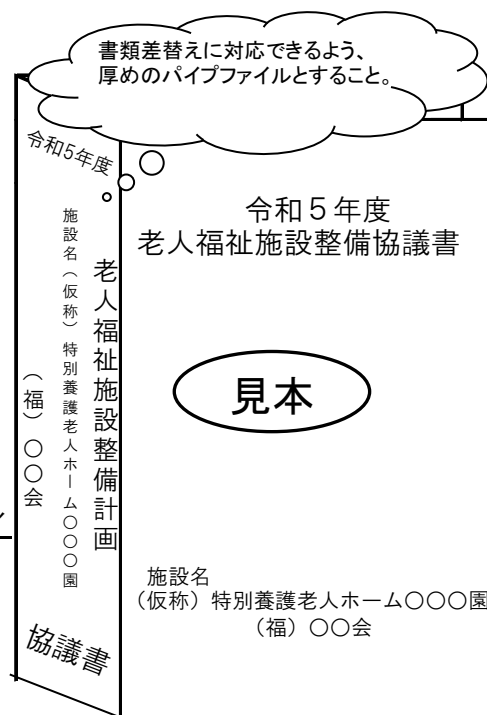 書類差替えに対応できるよう、
厚めのパイプファイルとすること。
令和5年度
老人福祉施設整備計画
施設名（仮称）特別養護老人ホーム〇〇〇園
（福）〇〇会
協議書
令和５年度
老人福祉施設整備協議書
見本
施設名
（仮称）特別養護老人ホーム〇〇〇園
（福）〇〇会